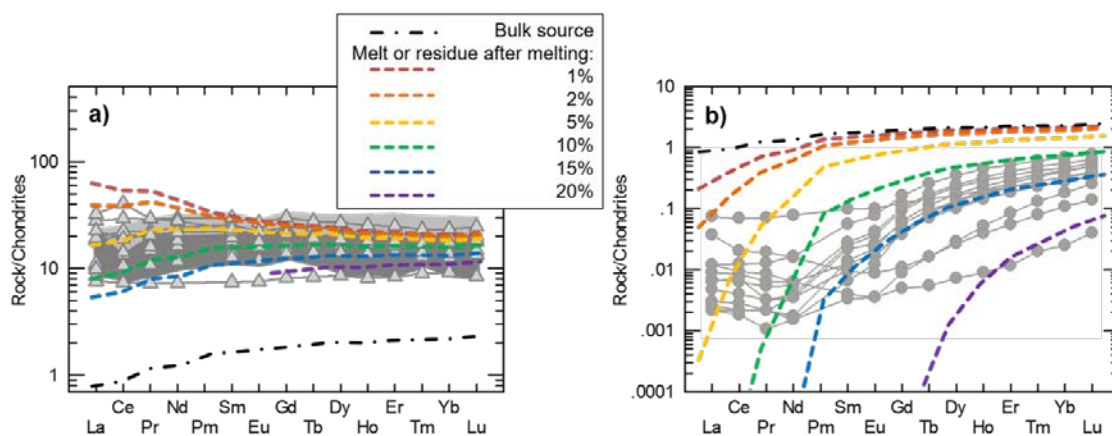 Bulk source
Melt or residue after melting:
1%
2%
5%
10%
15%
20%
a)
Rock/Chondrites
100
10
1
Ce Nd Sm Gd Dy Er Yb
La Pr Pm Eu Tb Ho Tm Lu
b)
Rock/Chondrites
10
1
.1
.01
.001
.0001
Ce Nd Sm Gd Dy Er Yb
La Pr Pm Eu Tb Ho Tm Lu